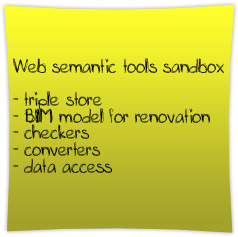 Web semantic tools sandbox
- triple store
- BIM model for renovation
- checkers
- converters
- data access